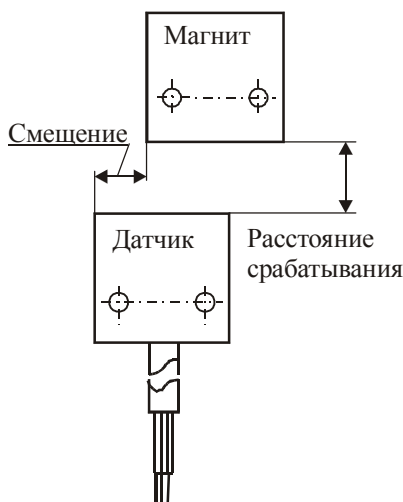 Магнит
Смещение
Датчик
Расстояние
срабатывания